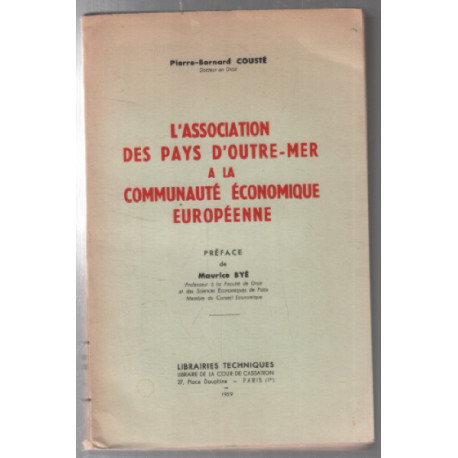 Pierre-Bernard COUSTÉ
Docteur en Droit
L'ASSOCIATION
DES PAYS D'OUTRE-MER
A LA
COMMUNAUTÉ ÉCONOMIQUE
EUROPÉENNE
PRÉFACE
de
Maurice BYÉ
Professeur à la Faculté de Droit
et des Sciences Économiques de Paris
Membre du Conseil Économique
LIBRAIRIES TECHNIQUES
LIBRAIRIE DE LA COUR DE CASSATION
27, Place Dauphine - PARIS (1er)
1959